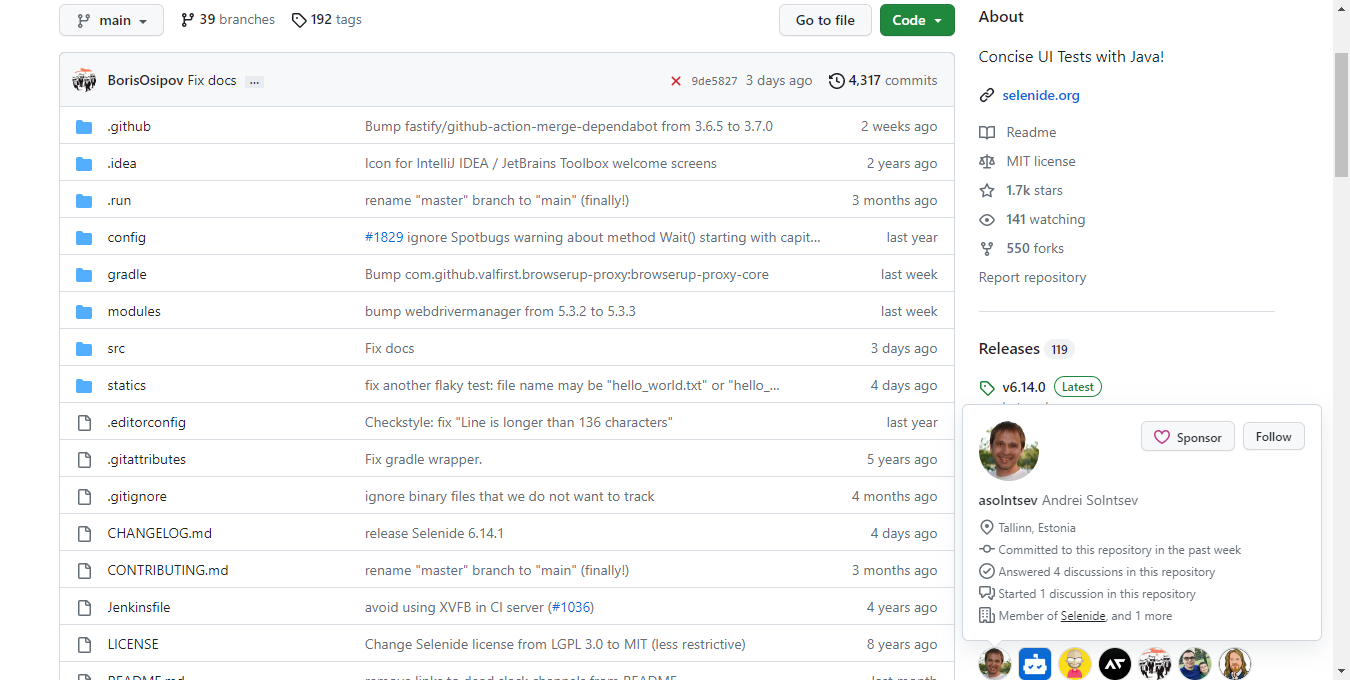 main
39 branches
192 tags
Go to file
Code
BorisOsipov Fix docs ...
9de5827 3 days ago
4,317 commits
.github Bump fastify/github-action-merge-dependabot from 3.6.5 to 3.7.0 2 weeks ago
.idea Icon for IntelliJ IDEA / JetBrains Toolbox welcome screens 2 years ago
.run rename "master" branch to "main" (finally!) 3 months ago
config #1829 ignore Spotbugs warning about method Wait() starting with capit... last year
gradle Bump com.github.valfirst.browserup-proxy:browserup-proxy-core last week
modules bump webdrivermanager from 5.3.2 to 5.3.3 last week
src Fix docs 3 days ago
statics fix another flaky test: file name may be "hello_world.txt" or "hello_... 4 days ago
.editorconfig Checkstyle: fix "Line is longer than 136 characters" last year
.gitattributes Fix gradle wrapper. 5 years ago
.gitignore ignore binary files that we do not want to track 4 months ago
CHANGELOG.md release Selenide 6.14.1 4 days ago
CONTRIBUTING.md rename "master" branch to "main" (finally!) 3 months ago
Jenkinsfile avoid using XVFB in CI server (#1036) 4 years ago
LICENSE Change Selenide license from LGPL 3.0 to MIT (less restrictive) 8 years ago
README.md remove links to dead slack channels from README last month
About
Concise UI Tests with Java!
selenide.org
Readme
MIT license
1.7k stars
141 watching
550 forks
Report repository
Releases 119
v6.14.0 Latest
Sponsor
Follow
asolntsev Andrei Solntsev
Tallinn, Estonia
Committed to this repository in the past week
Answered 4 discussions in this repository
Started 1 discussion in this repository
Member of Selenide, and 1 more